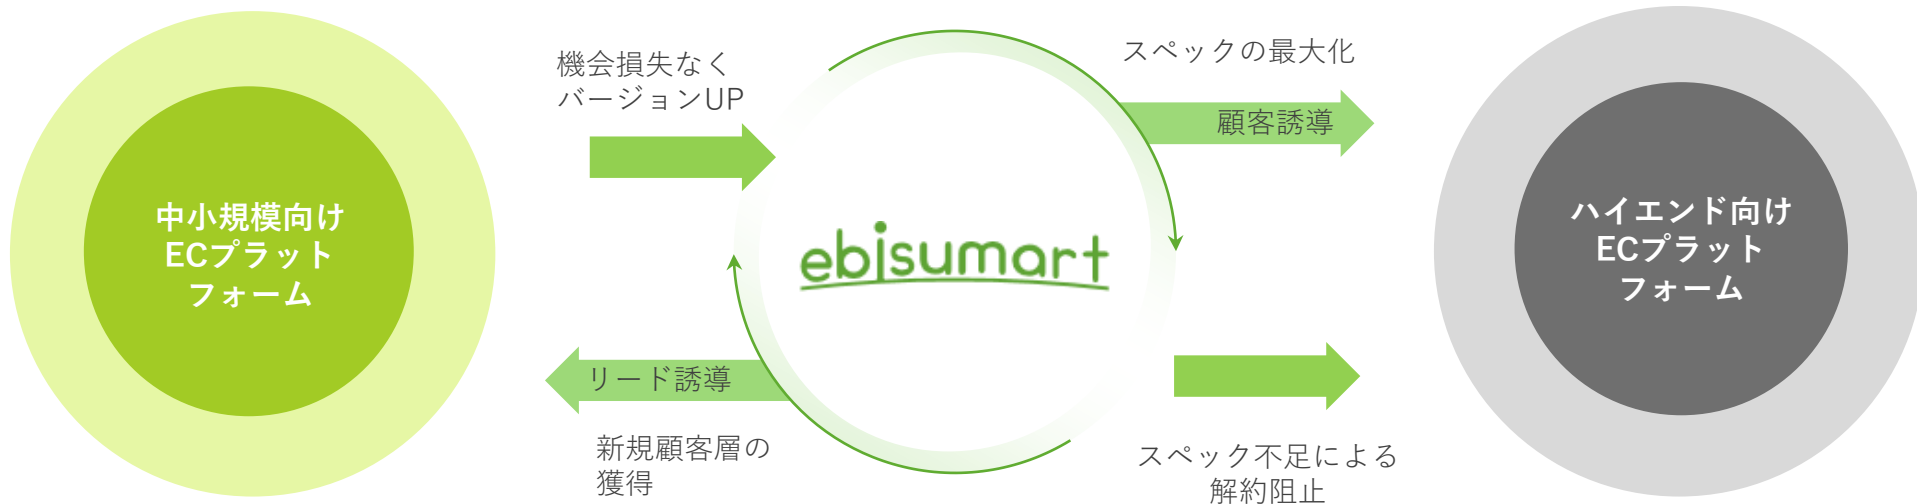 中小規模向け
ECプラット
フォーム
機会損失なく
バージョンUP
リード誘導
新規顧客層の
獲得
ebisumart
スペックの最大化
顧客誘導
スペック不足による
解約阻止
ハイエンド向け
ECプラット
フォーム